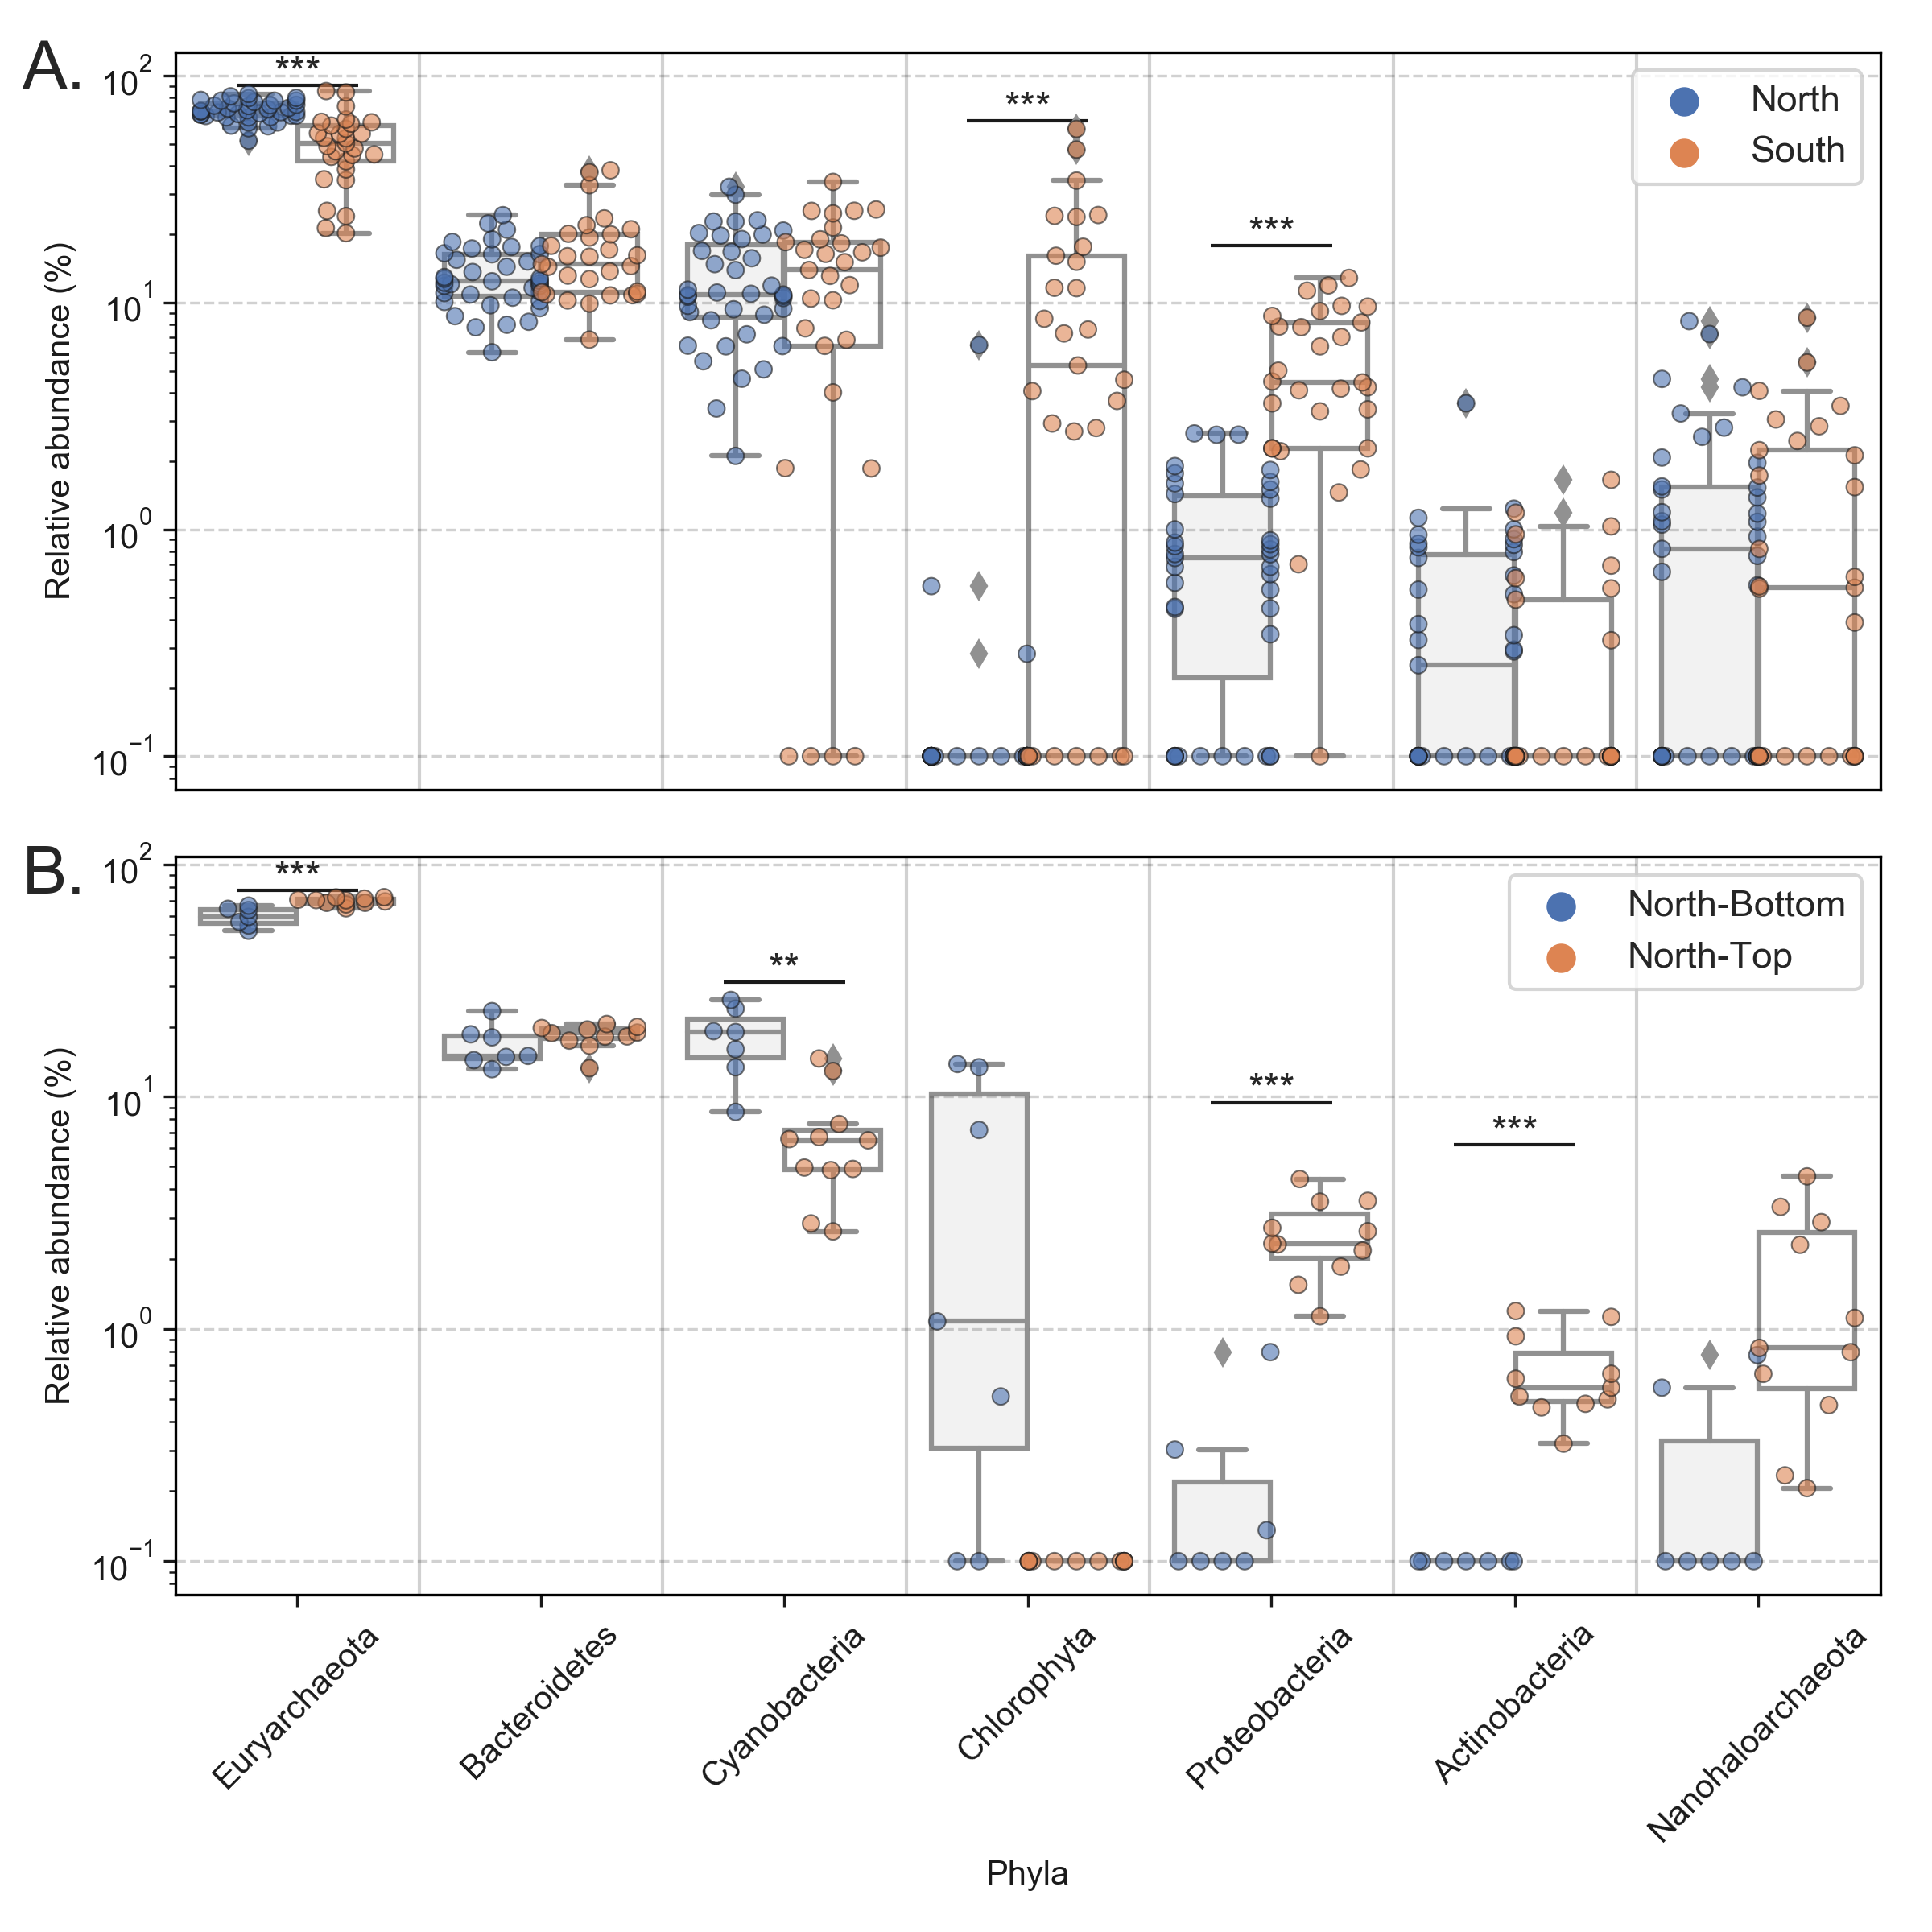 A.
***
***
***
North
South
10^2
10^1
10^0
10^−1
Relative abundance (%)
B.
***
**
***
***
North-Bottom
North-Top
10^2
10^1
10^0
10^−1
Relative abundance (%)
Euryarchaeota
Bacteroidetes
Cyanobacteria
Chlorophyta
Proteobacteria
Actinobacteria
Nanohaloarchaeota
Phyla